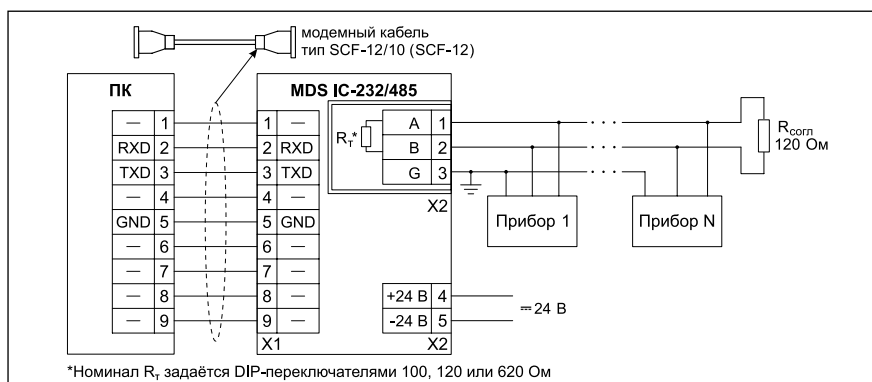 модемный кабель
тип SCF-12/10 (SCF-12)
ПК
MDS IC-232/485
— 1
RXD 2
TXD 3
— 4
GND 5
— 6
— 7
— 8
— 9
1 —
2 RXD
3 TXD
4 —
5 GND
6 —
7 —
8 —
9 —
X1
Rт*
A 1
B 2
G 3
X2
+24 В 4
-24 В 5
X2
⎓ 24 В
Прибор 1
Прибор N
Rсогл
120 Ом
*Номинал Rт задаётся DIP-переключателями 100, 120 или 620 Ом